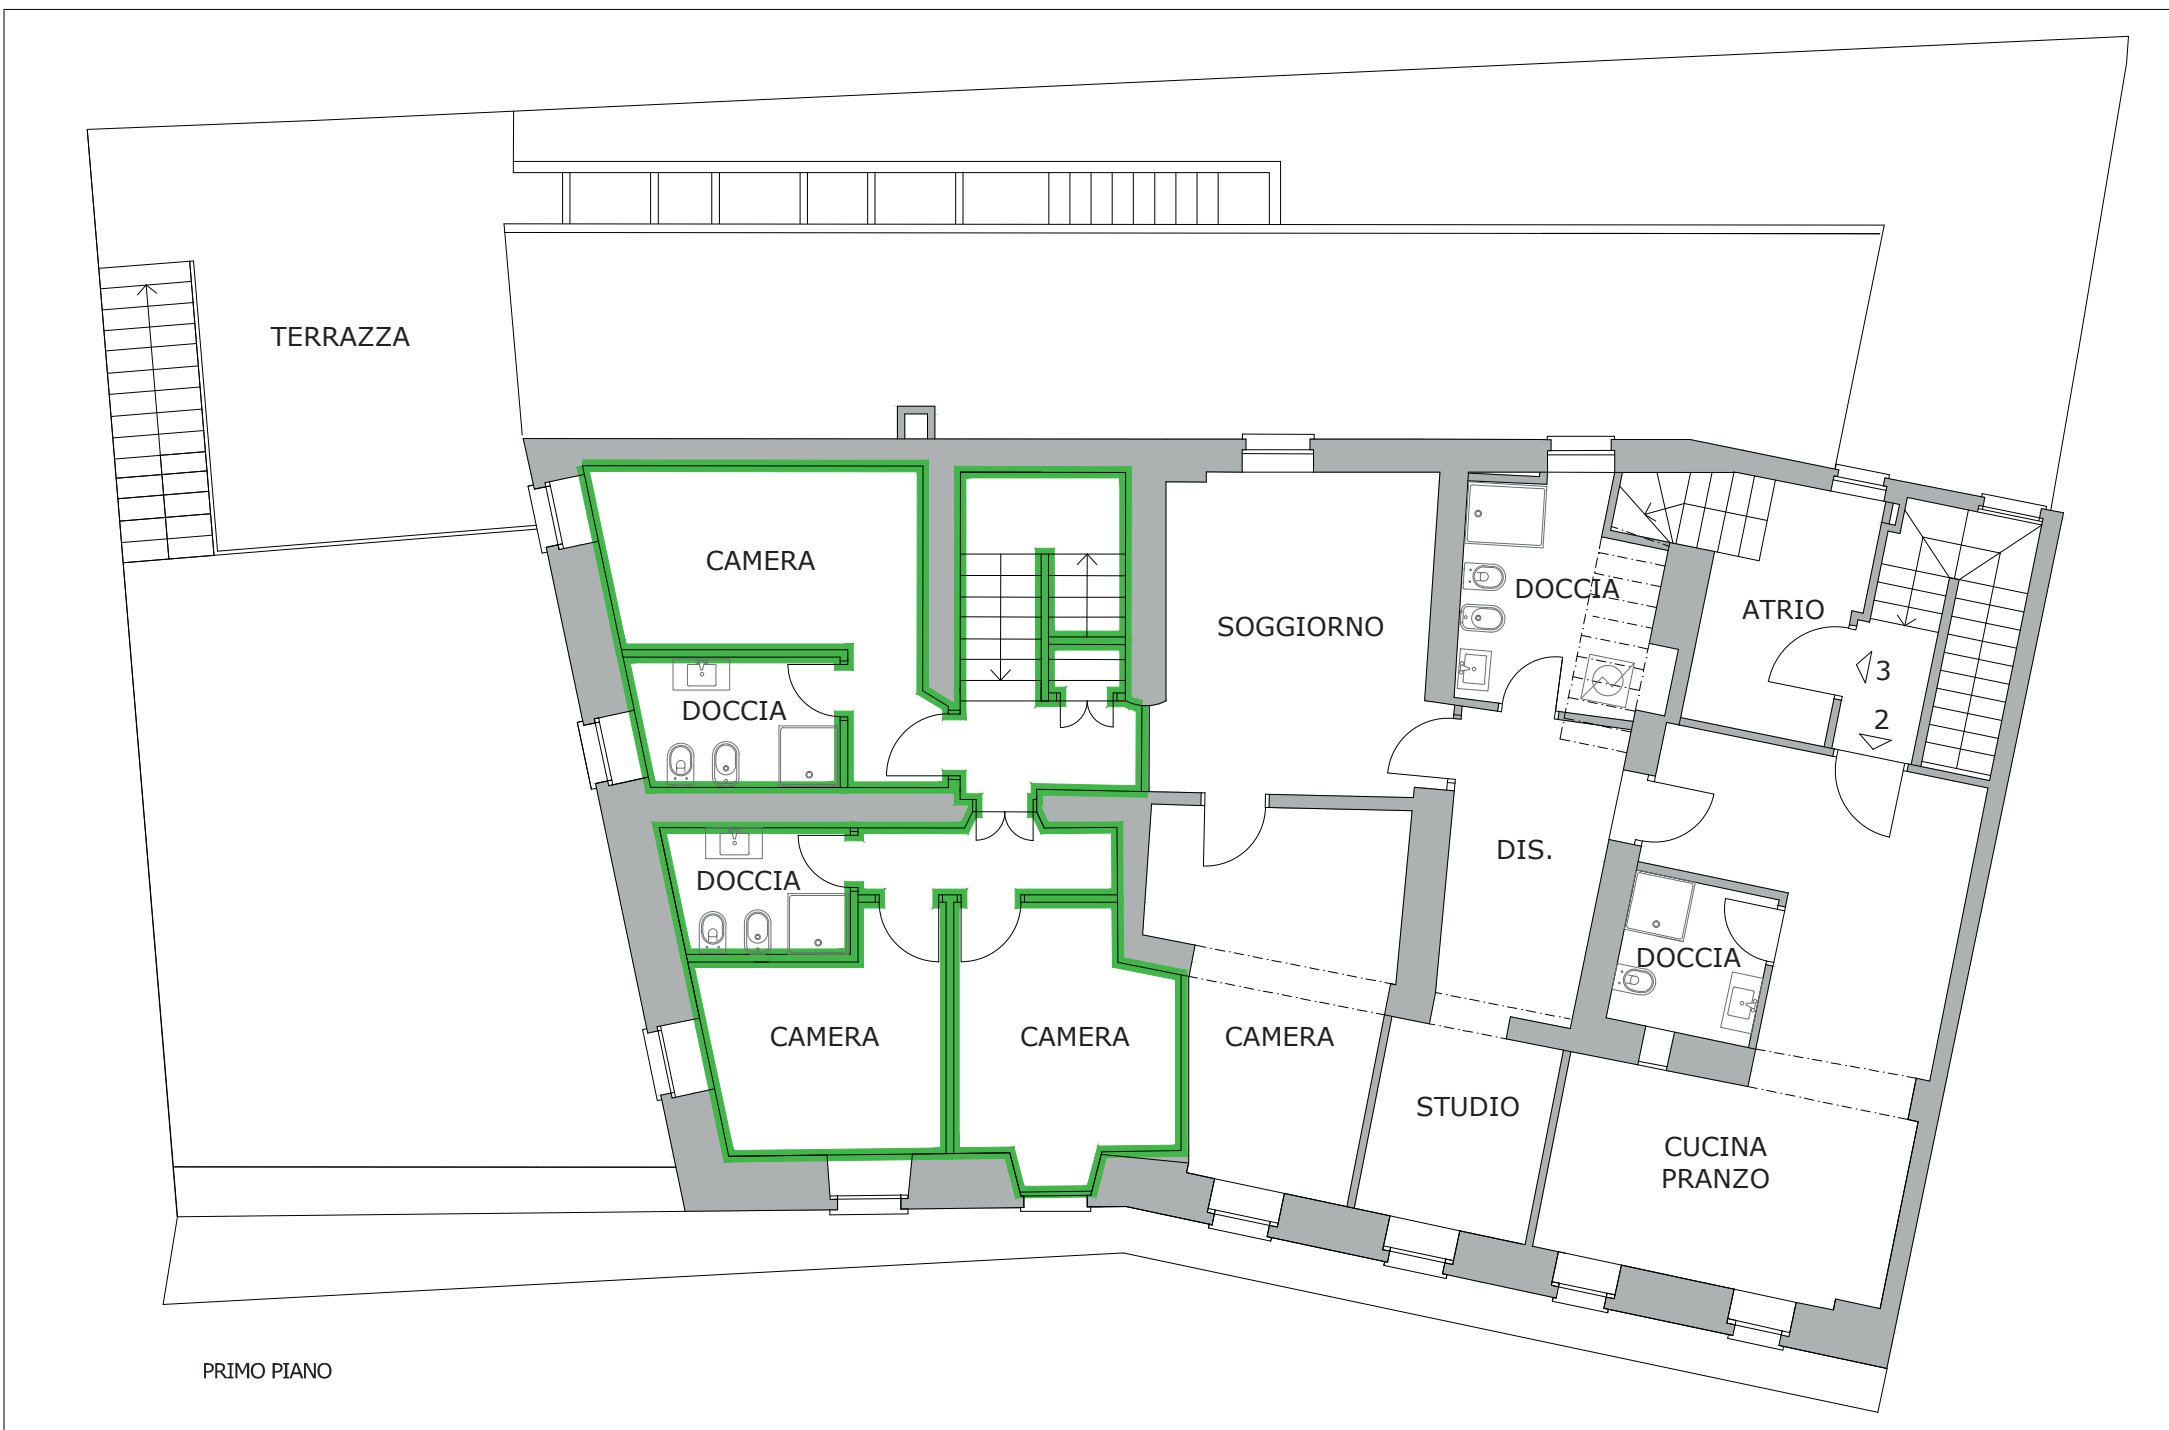 TERRAZZA
CAMERA
DOCCIA
SOGGIORNO
DOCCIA
ATRIO
3
2
DOCCIA
DIS.
DOCCIA
CAMERA
CAMERA
CAMERA
STUDIO
CUCINA
PRANZO
PRIMO PIANO